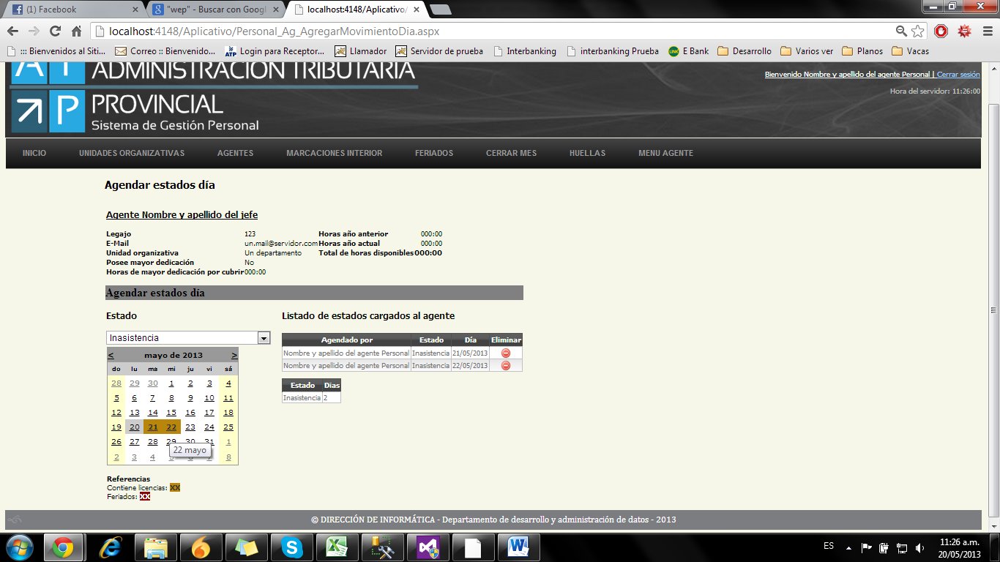 (1) Facebook
"wep" - Buscar con Googl
localhost:4148/Aplicativo/
localhost:4148/Aplicativo/Personal_Ag_AgregarMovimientoDia.aspx
::: Bienvenidos al Siti...
Correo :: Bienvenido...
ATP Login para Receptor...
Llamador
Servidor de prueba
Interbanking
interbanking Prueba
LINK E Bank
Desarrollo
Varios ver
Planos
Vacas
AT ADMINISTRACION TRIBUTARIA
P PROVINCIAL
Sistema de Gestión Personal
Bienvenido Nombre y apellido del agente Personal | Cerrar sesión
Hora del servidor: 11:26:00
INICIO UNIDADES ORGANIZATIVAS AGENTES MARCACIONES INTERIOR FERIADOS CERRAR MES HUELLAS MENU AGENTE
Agendar estados día
Agente Nombre y apellido del jefe
Legajo 123 Horas año anterior 000:00
E-Mail un.mail@servidor.com Horas año actual 000:00
Unidad organizativa Un departamento Total de horas disponibles 000:00
Posee mayor dedicación No
Horas de mayor dedicación por cubrir 000:00
Agendar estados día
Estado
Inasistencia
< mayo de 2013 >
do lu ma mi ju vi sá
28 29 30 1 2 3 4
5 6 7 8 9 10 11
12 13 14 15 16 17 18
19 20 21 22 23 24 25
26 27 28 29 30 31 1
2 3 4 5 6 7 8
22 mayo
Referencias
Contiene licencias: XX
Feriados: XX
Listado de estados cargados al agente
Agendado por Estado Día Eliminar
Nombre y apellido del agente Personal Inasistencia 21/05/2013
Nombre y apellido del agente Personal Inasistencia 22/05/2013
Estado Dias
Inasistencia 2
© DIRECCIÓN DE INFORMÁTICA - Departamento de desarrollo y administración de datos - 2013
ES
11:26 a.m.
20/05/2013